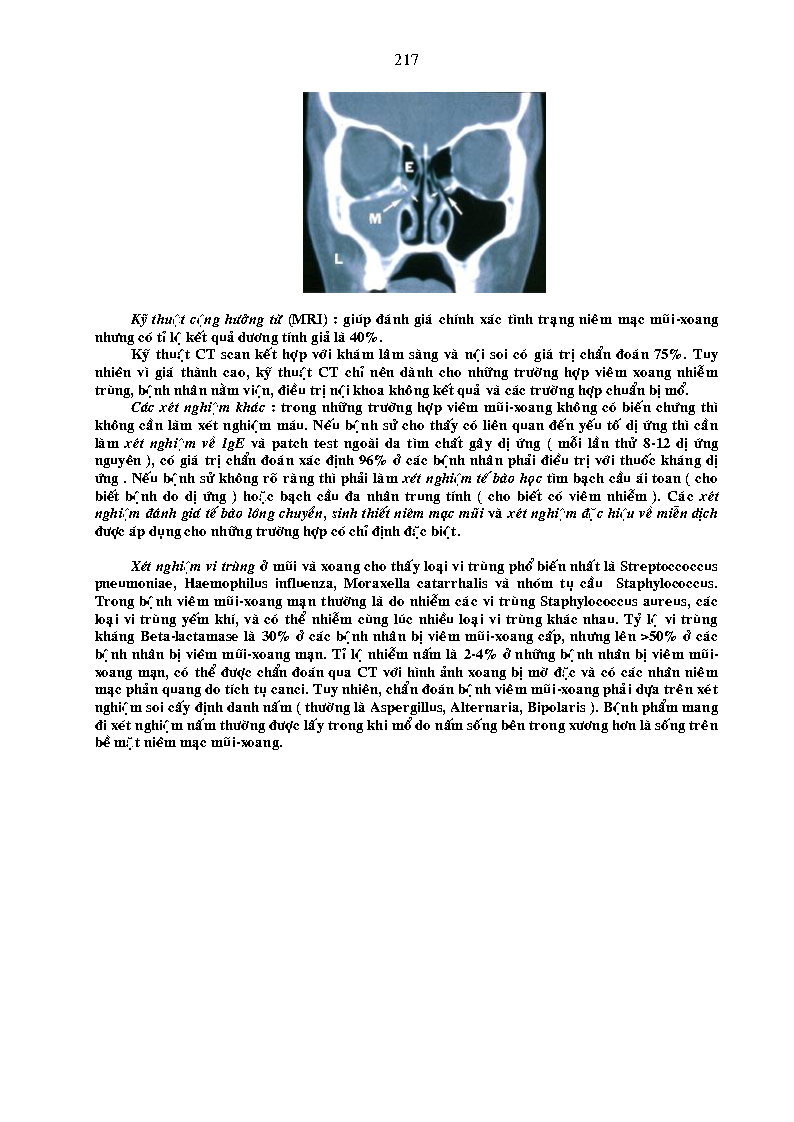 217
E
M
L
Kỹ thuật cộng hưởng từ (MRI) : giúp đánh giá chính xác tình trạng niêm mạc mũi-xoang
nhưng có tỉ lệ kết quả dương tính giả là 40%.
Kỹ thuật CT scan kết hợp với khám lâm sàng và nội soi có giá trị chẩn đoán 75%. Tuy
nhiên vì giá thành cao, kỹ thuật CT chỉ nên dành cho những trường hợp viêm xoang nhiễm
trùng, bệnh nhân nằm viện, điều trị nội khoa không kết quả và các trường hợp chuẩn bị mổ.
Các xét nghiệm khác : trong những trường hợp viêm mũi-xoang không có biến chứng thì
không cần làm xét nghiệm máu. Nếu bệnh sử cho thấy có liên quan đến yếu tố dị ứng thì cần
làm xét nghiệm về IgE và patch test ngoài da tìm chất gây dị ứng ( mỗi lần thử 8-12 dị ứng
nguyên ), có giá trị chẩn đoán xác định 96% ở các bệnh nhân phải điều trị với thuốc kháng dị
ứng . Nếu bệnh sử không rõ ràng thì phải làm xét nghiệm tế bào học tìm bạch cầu ái toan ( cho
biết bệnh do dị ứng ) hoặc bạch cầu đa nhân trung tính ( cho biết có viêm nhiễm ). Các xét
nghiệm đánh giá tế bào lông chuyển, sinh thiết niêm mạc mũi và xét nghiệm đặc hiệu về miễn dịch
được áp dụng cho những trường hợp có chỉ định đặc biệt.
Xét nghiệm vi trùng ở mũi và xoang cho thấy loại vi trùng phổ biến nhất là Streptoccoccus
pneumoniae, Haemophilus influenza, Moraxella catarrhalis và nhóm tụ cầu Staphylococcus.
Trong bệnh viêm mũi-xoang mạn thường là do nhiễm các vi trùng Staphylococcus aureus, các
loại vi trùng yếm khí, và có thể nhiễm cùng lúc nhiều loại vi trùng khác nhau. Tỷ lệ vi trùng
kháng Beta-lactamase là 30% ở các bệnh nhân bị viêm mũi-xoang cấp, nhưng lên >50% ở các
bệnh nhân bị viêm mũi-xoang mạn. Tỉ lệ nhiễm nấm là 2-4% ở những bệnh nhân bị viêm mũi-
xoang mạn, có thể được chẩn đoán qua CT với hình ảnh xoang bị mờ đặc và có các nhân niêm
mạc phản quang do tích tụ canci. Tuy nhiên, chẩn đoán bệnh viêm mũi-xoang phải dựa trên xét
nghiệm soi cấy định danh nấm ( thường là Aspergillus, Alternaria, Bipolaris ). Bệnh phẩm mang
đi xét nghiệm nấm thường được lấy trong khi mổ do nấm sống bên trong xương hơn là sống trên
bề mặt niêm mạc mũi-xoang.